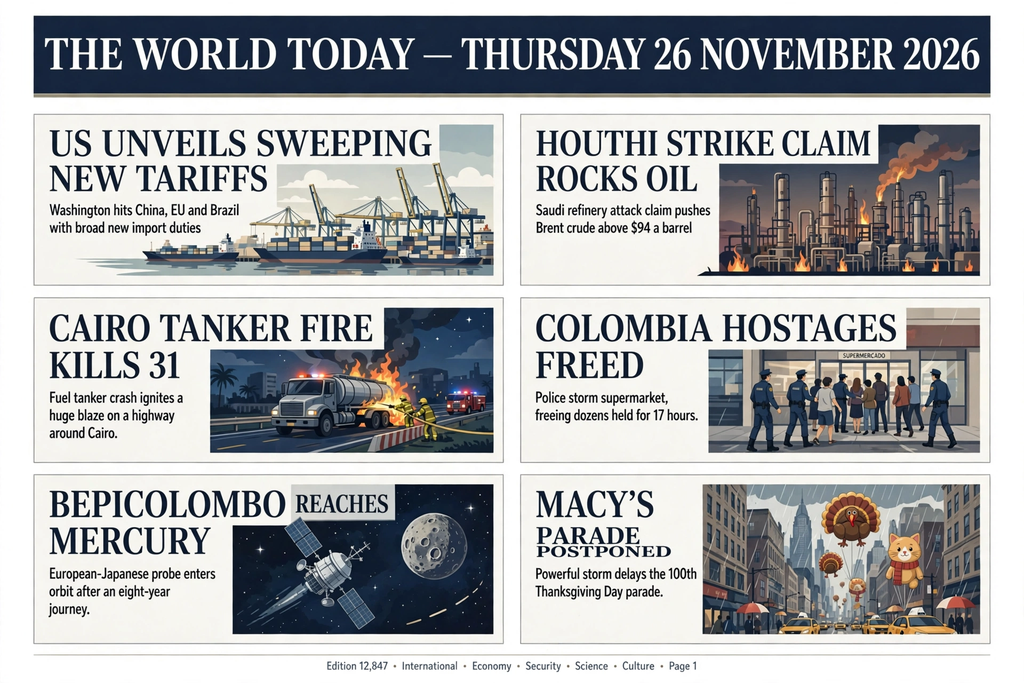 THE WORLD TODAY — THURSDAY 26 NOVEMBER 2026
US UNVEILS SWEEPING
NEW TARIFFS
Washington hits China, EU and Brazil
with broad new import duties
HOUTHI STRIKE CLAIM
ROCKS OIL
Saudi refinery attack claim pushes
Brent crude above $94 a barrel
CAIRO TANKER FIRE
KILLS 31
Fuel tanker crash ignites a
huge blaze on a highway
around Cairo.
COLOMBIA HOSTAGES
FREED
Police storm supermarket,
freeing dozens held for 17 hours.
SUPERMERCADO
BEPICOLOMBO REACHES
MERCURY
European-Japanese probe enters
orbit after an eight-year
journey.
MACY'S
PARADE
POSTPONED
Powerful storm delays the 100th
Thanksgiving Day parade.
Edition 12,847 • International • Economy • Security • Science • Culture • Page 1